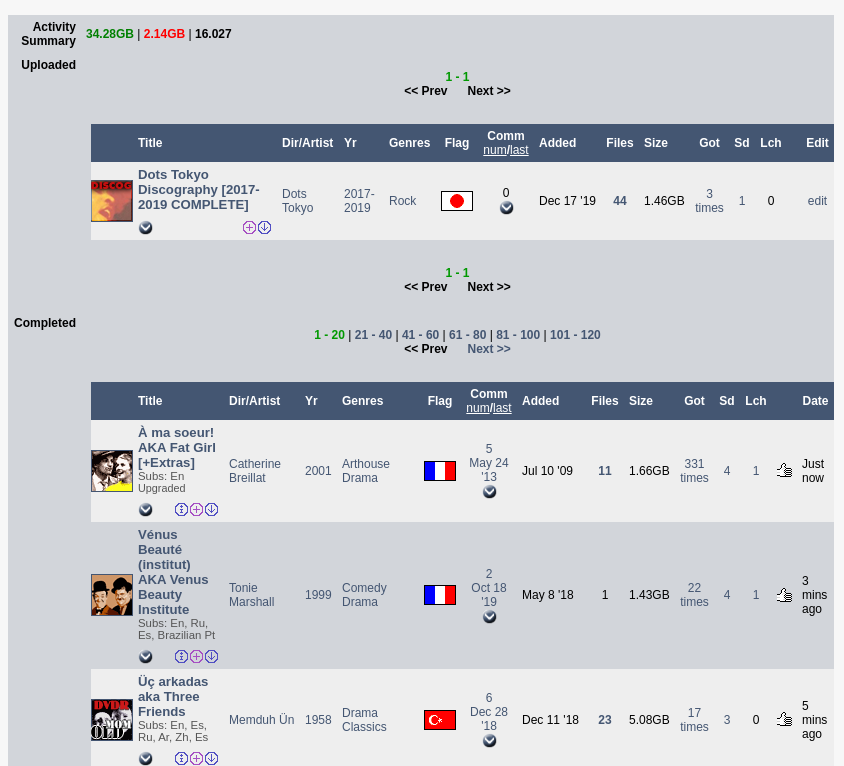 Activity Summary 34.28GB | 2.14GB | 16.027
Uploaded
1 - 1
<< Prev Next >>
Title Dir/Artist Yr Genres Flag Comm num/last Added Files Size Got Sd Lch Edit
DISCOG
Dots Tokyo
Discography [2017-
2019 COMPLETE]
Dots
Tokyo
2017-
2019
Rock
0
Dec 17 '19
44
1.46GB
3
times
1
0
edit
1 - 1
<< Prev Next >>
Completed
1 - 20 | 21 - 40 | 41 - 60 | 61 - 80 | 81 - 100 | 101 - 120
<< Prev Next >>
Title Dir/Artist Yr Genres Flag Comm num/last Added Files Size Got Sd Lch Date
À ma soeur!
AKA Fat Girl
[+Extras]
Subs: En
Upgraded
Catherine
Breillat
2001
Arthouse
Drama
5
May 24
'13
Jul 10 '09
11
1.66GB
331
times
4
1
Just
now
Vénus
Beauté
(institut)
AKA Venus
Beauty
Institute
Subs: En, Ru,
Es, Brazilian Pt
Tonie
Marshall
1999
Comedy
Drama
2
Oct 18
'19
May 8 '18
1
1.43GB
22
times
4
1
3
mins
ago
DVDR
MOM
OLD
Üç arkadas
aka Three
Friends
Subs: En, Es,
Ru, Ar, Zh, Es
Memduh Ün
1958
Drama
Classics
6
Dec 28
'18
Dec 11 '18
23
5.08GB
17
times
3
0
5
mins
ago